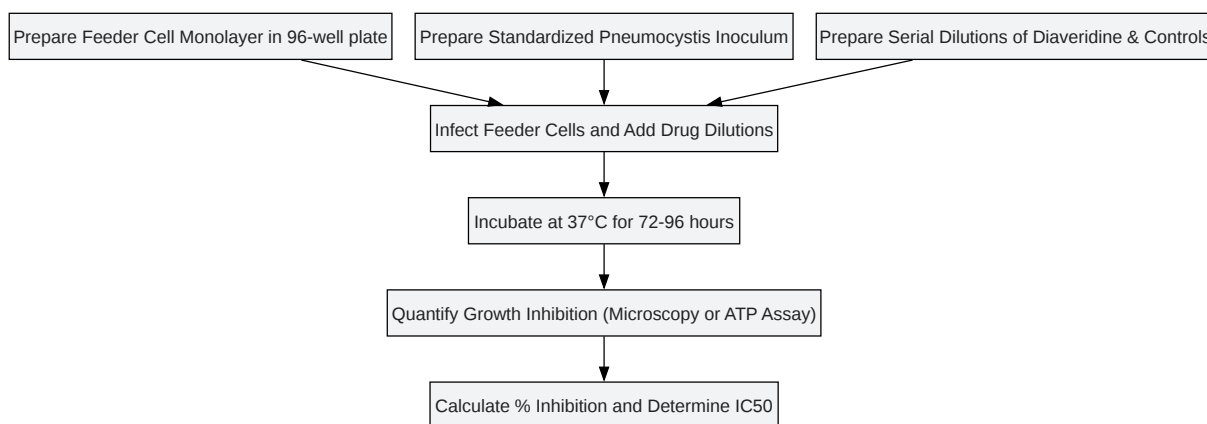 Prepare Feeder Cell Monolayer in 96-well plate
Prepare Standardized Pneumocystis Inoculum
Prepare Serial Dilutions of Diaveridine & Controls
Infect Feeder Cells and Add Drug Dilutions
Incubate at 37°C for 72-96 hours
Quantify Growth Inhibition (Microscopy or ATP Assay)
Calculate % Inhibition and Determine IC50